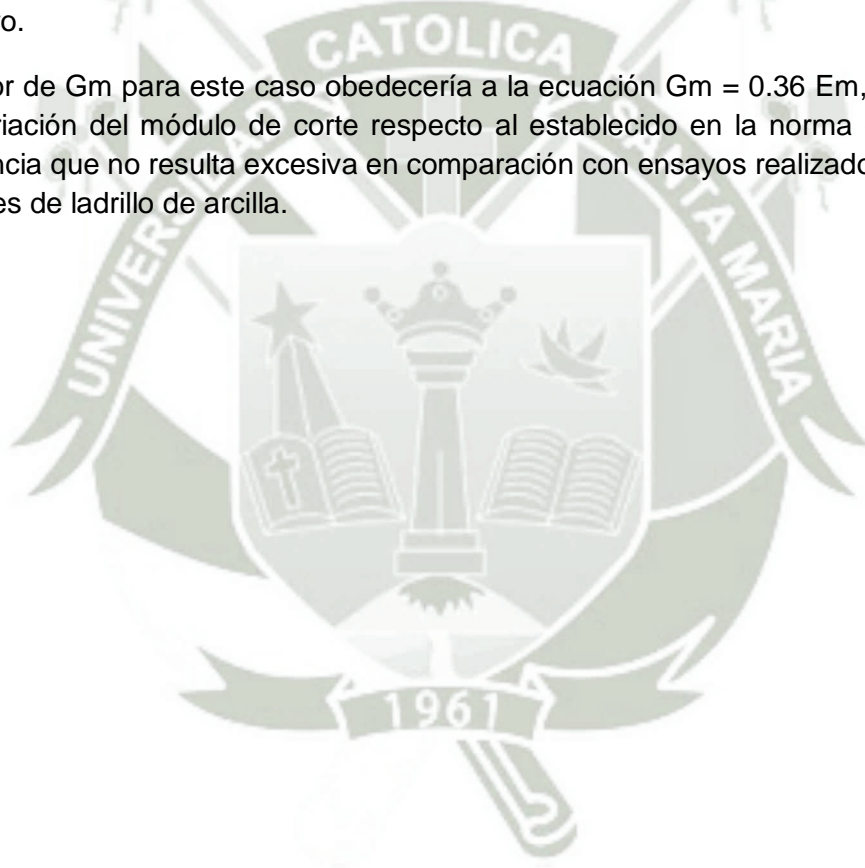 o.
or de Gm para este caso obedecería a la ecuación Gm = 0.36 Em,
riación del módulo de corte respecto al establecido en la norma
ncia que no resulta excesiva en comparación con ensayos realizado
es de ladrillo de arcilla.
UNIVERSIDAD CATOLICA SANTA MARIA
1961